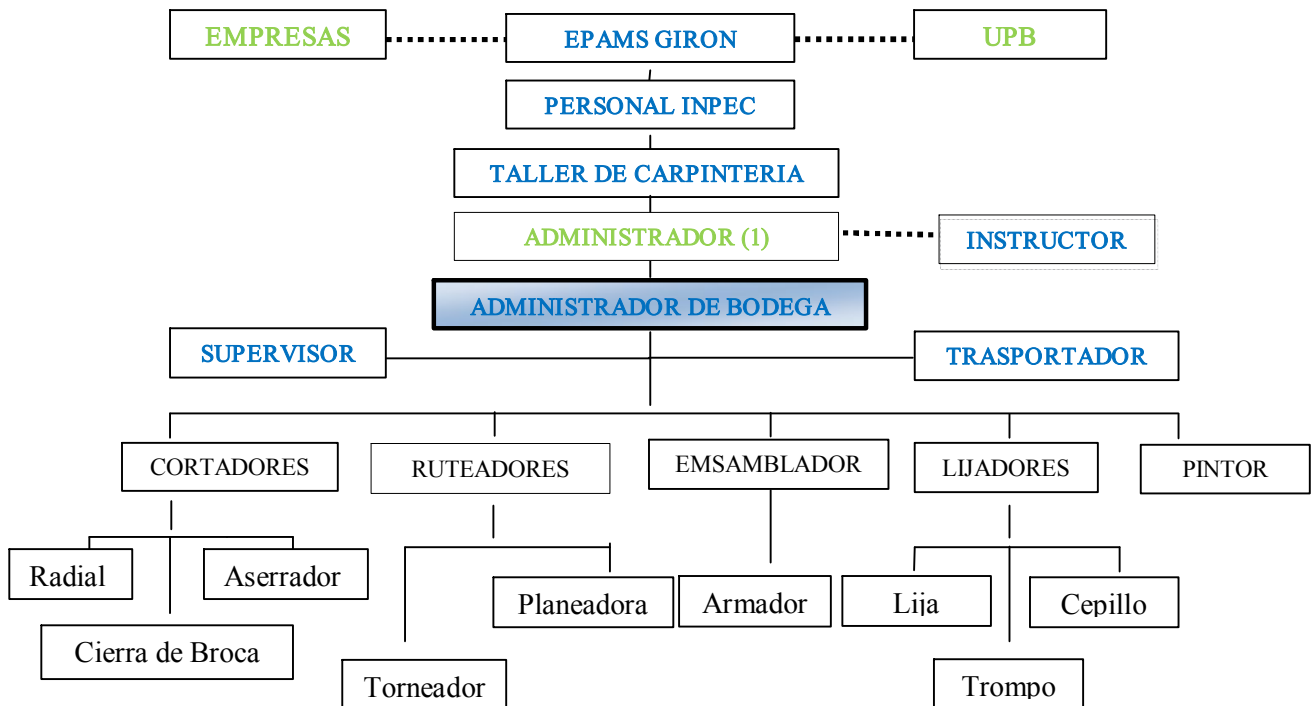 EMPRESAS
EPAMS GIRON
UPB
PERSONAL INPEC
TALLER DE CARPINTERIA
ADMINISTRADOR (1)
INSTRUCTOR
ADMINISTRADOR DE BODEGA
SUPERVISOR
TRASPORTADOR
CORTADORES
RUTEADORES
EMSAMBLADOR
LIJADORES
PINTOR
Radial
Aserrador
Planeadora
Armador
Lija
Cepillo
Cierra de Broca
Torneador
Trompo